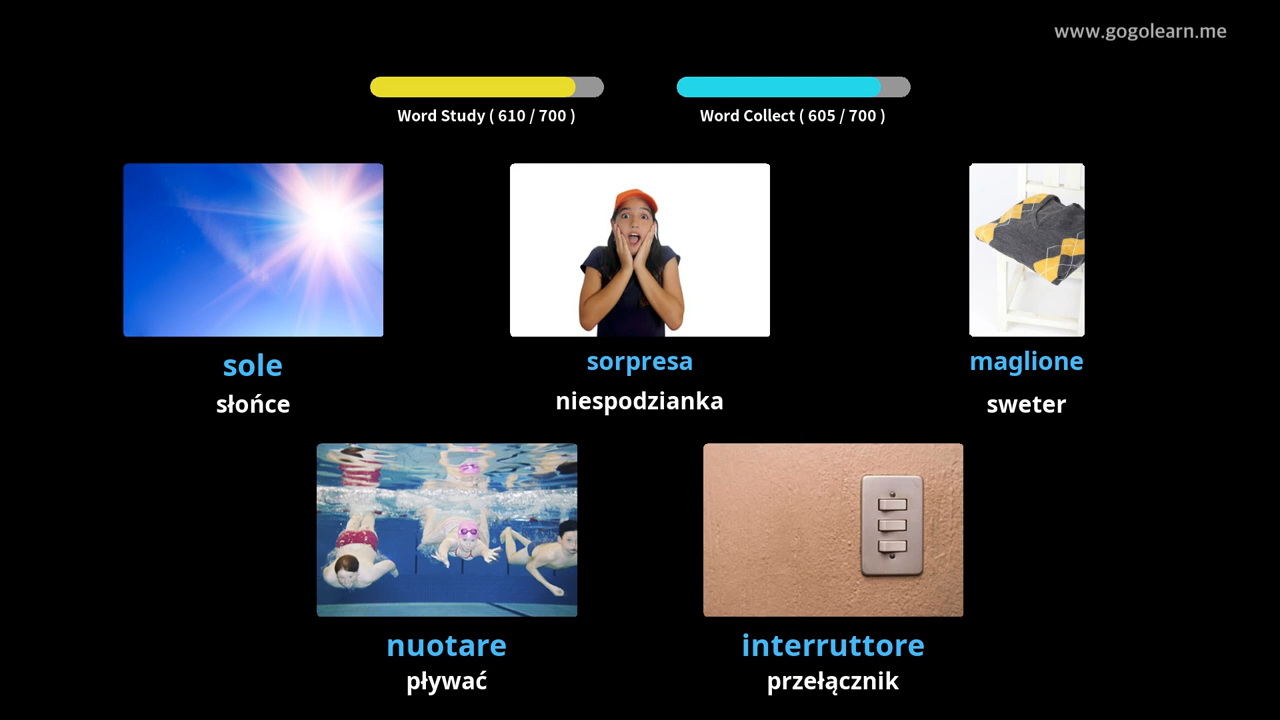 www.gogolearn.me
Word Study ( 610 / 700 )
Word Collect ( 605 / 700 )
sole
słońce
sorpresa
niespodzianka
maglione
sweter
nuotare
pływać
interruttore
przełącznik